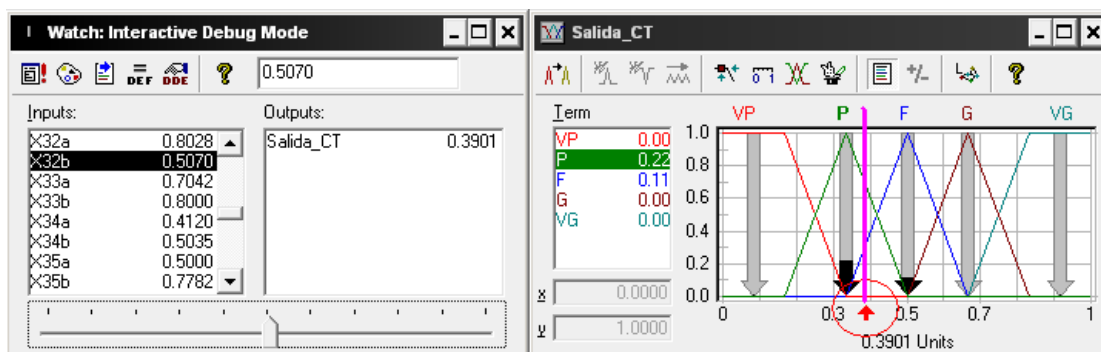 Watch: Interactive Debug Mode
DEF
DDE
?
0.5070
Inputs:
Outputs:
X32a 0.8028
X32b 0.5070
X33a 0.7042
X33b 0.8000
X34a 0.4120
X34b 0.5035
X35a 0.5000
X35b 0.7782
Salida_CT 0.3901
Salida_CT
+/-
?
Term
VP 0.00
P 0.22
F 0.11
G 0.00
VG 0.00
x 0.0000
y 1.0000
VP P F G VG
1.0
0.8
0.6
0.4
0.2
0.0
0 0.3 0.5 0.7 1
0.3901 Units